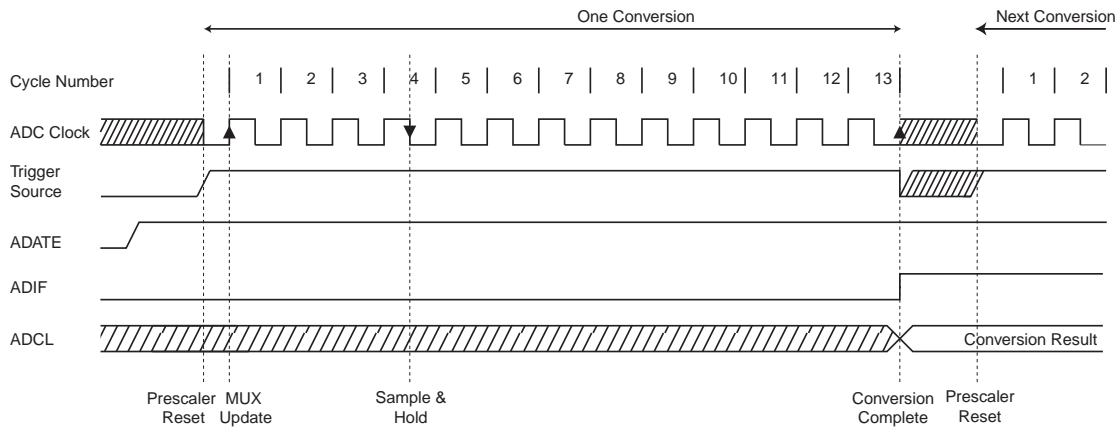 One Conversion
Next Conversion
Cycle Number
1 2 3 4 5 6 7 8 9 10 11 12 13 1 2
ADC Clock
Trigger
Source
ADATE
ADIF
ADCL
Conversion Result
Prescaler
Reset
MUX
Update
Sample &
Hold
Conversion
Complete
Prescaler
Reset